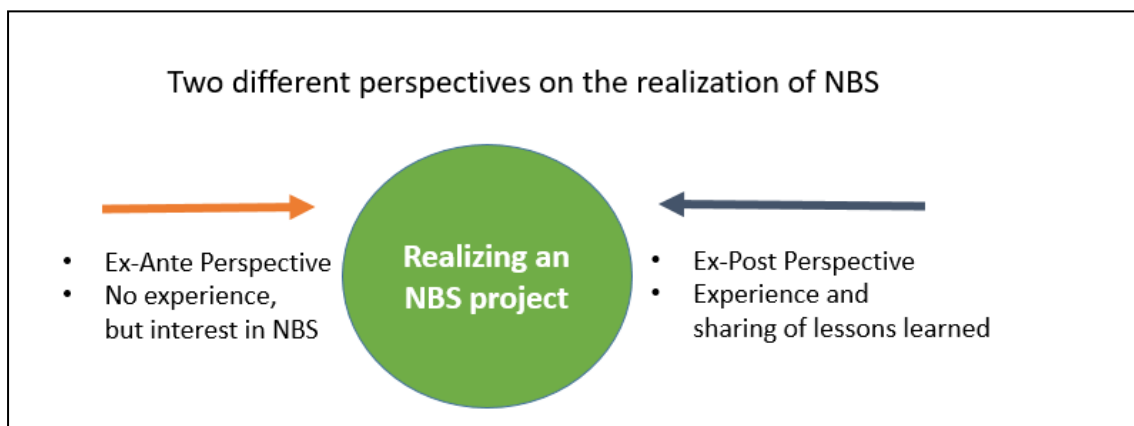 Two different perspectives on the realization of NBS
• Ex-Ante Perspective
• No experience,
but interest in NBS
Realizing an
NBS project
• Ex-Post Perspective
• Experience and
sharing of lessons learned